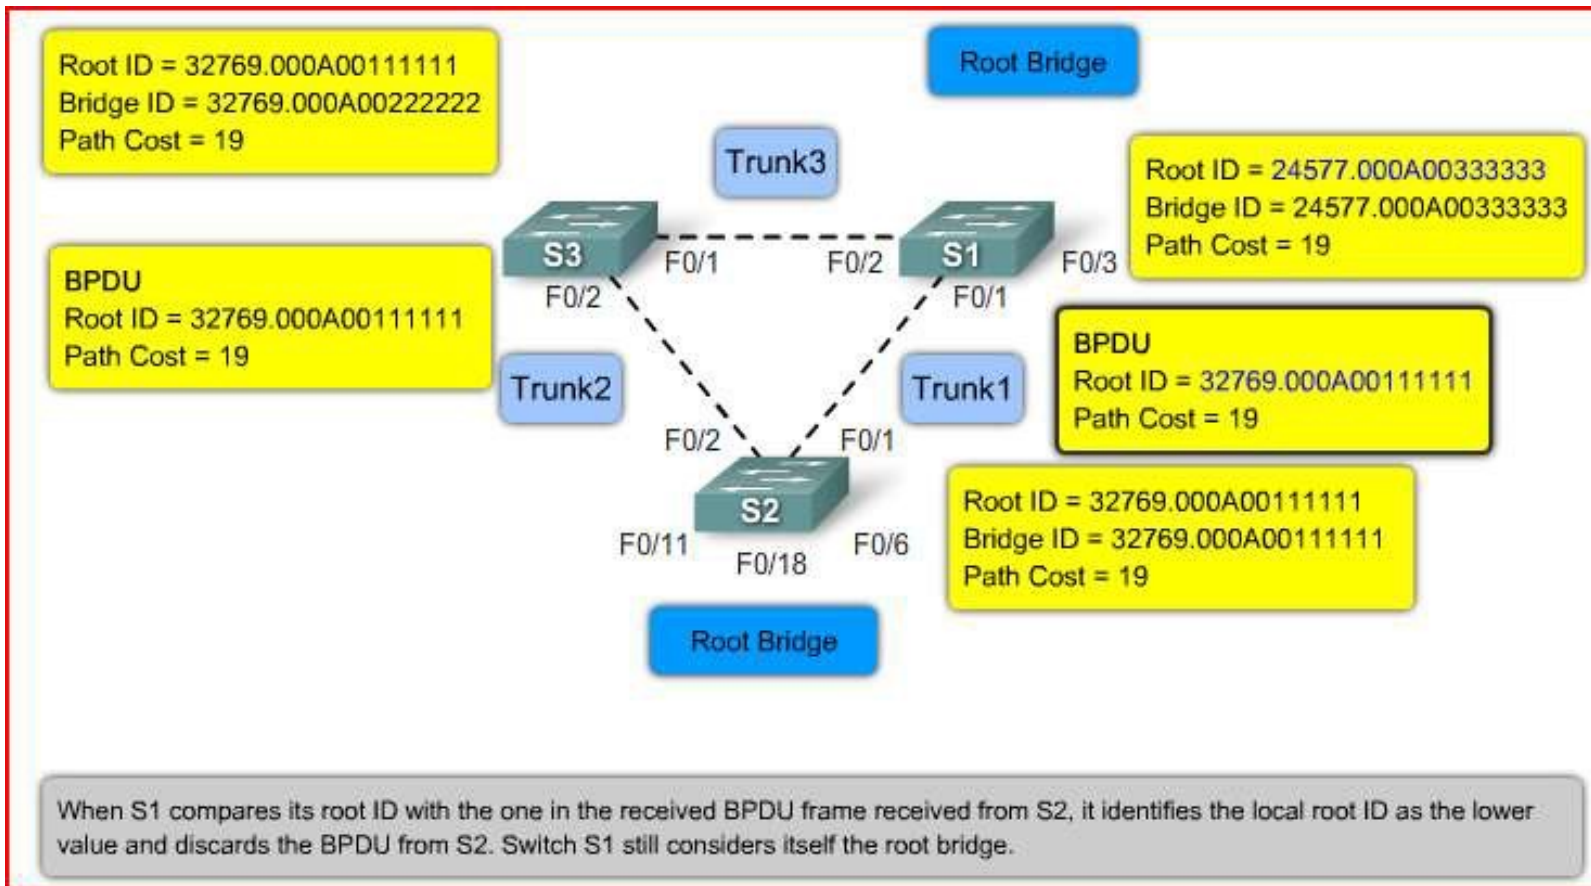 Root ID = 32769.000A00111111
Bridge ID = 32769.000A00222222
Path Cost = 19
Root Bridge
Trunk3
Root ID = 24577.000A00333333
Bridge ID = 24577.000A00333333
Path Cost = 19
S3
F0/1
F0/2
S1
F0/3
F0/2
F0/1
BPDU
Root ID = 32769.000A00111111
Path Cost = 19
BPDU
Root ID = 32769.000A00111111
Path Cost = 19
Trunk2
Trunk1
F0/2
F0/1
S2
F0/11
F0/18
F0/6
Root ID = 32769.000A00111111
Bridge ID = 32769.000A00111111
Path Cost = 19
Root Bridge
When S1 compares its root ID with the one in the received BPDU frame received from S2, it identifies the local root ID as the lower
value and discards the BPDU from S2. Switch S1 still considers itself the root bridge.